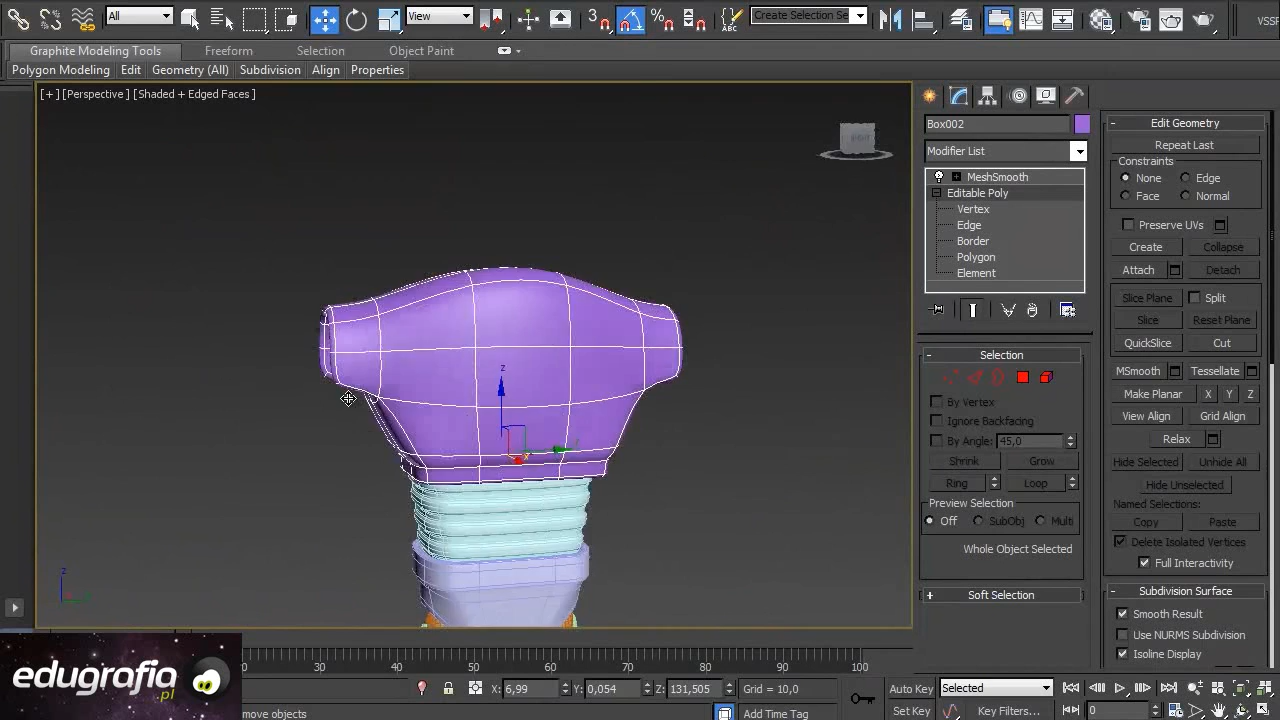 All
View
3
%
ABC
Create Selection Se
VSSF
Graphite Modeling Tools
Freeform
Selection
Object Paint
Polygon Modeling
Edit
Geometry (All)
Subdivision
Align
Properties
[ + ] [Perspective ] [Shaded + Edged Faces ]
z
z
Box002
Modifier List
MeshSmooth
Editable Poly
Vertex
Edge
Border
Polygon
Element
Selection
By Vertex
Ignore Backfacing
By Angle: 45,0
Shrink
Grow
Ring
Loop
Preview Selection
Off
SubObj
Multi
Whole Object Selected
Soft Selection
Edit Geometry
Repeat Last
Constraints
None
Edge
Face
Normal
Preserve UVs
Create
Collapse
Attach
Detach
Slice Plane
Split
Slice
Reset Plane
QuickSlice
Cut
MSmooth
Tessellate
Make Planar
X
Y
Z
View Align
Grid Align
Relax
Hide Selected
Unhide All
Hide Unselected
Named Selections:
Copy
Paste
Delete Isolated Vertices
Full Interactivity
Subdivision Surface
Smooth Result
Use NURMS Subdivision
Isoline Display
edugrafia
.pl
30
40
50
60
70
80
90
100
X: 6,99
Y: 0,054
Z: 131,505
Grid = 10,0
Auto Key
Selected
move objects
Add Time Tag
Set Key
Key Filters...
0